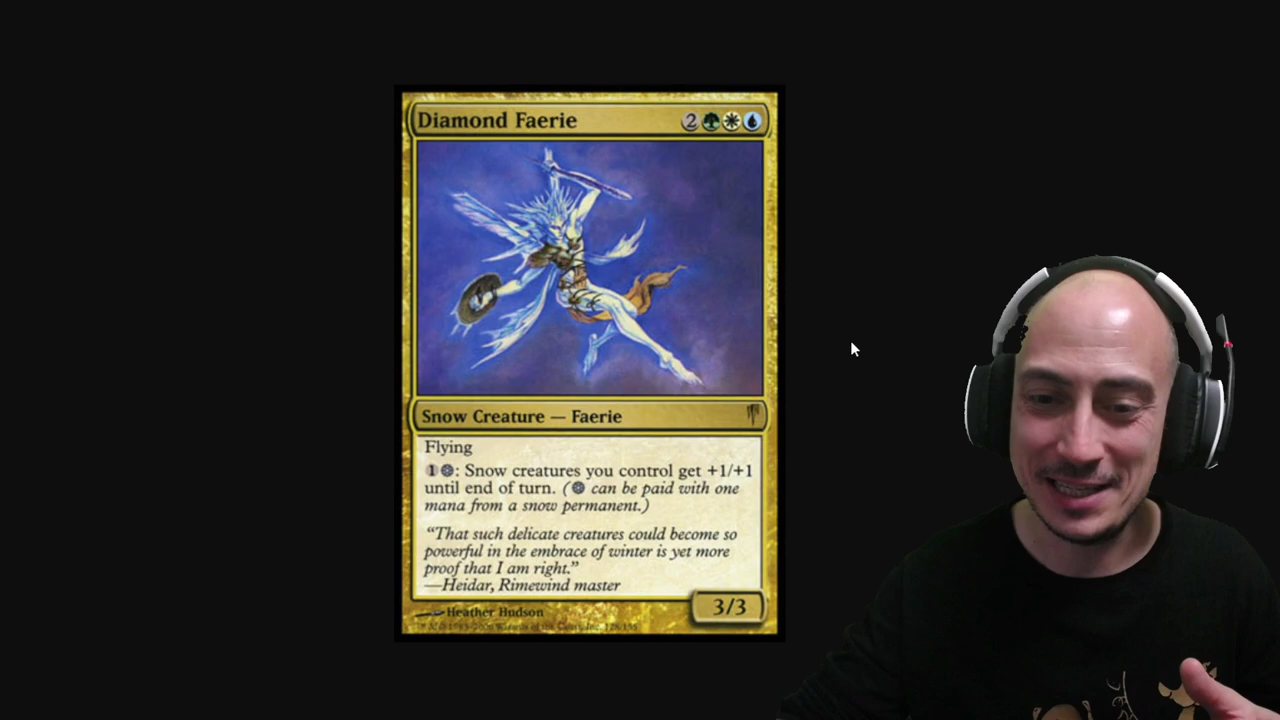 Diamond Faerie 2
Snow Creature — Faerie
Flying
1: Snow creatures you control get +1/+1
until end of turn. ( can be paid with one
mana from a snow permanent.)
“That such delicate creatures could become so
powerful in the embrace of winter is yet more
proof that I am right.”
—Heidar, Rimewind master
3/3
Heather Hudson